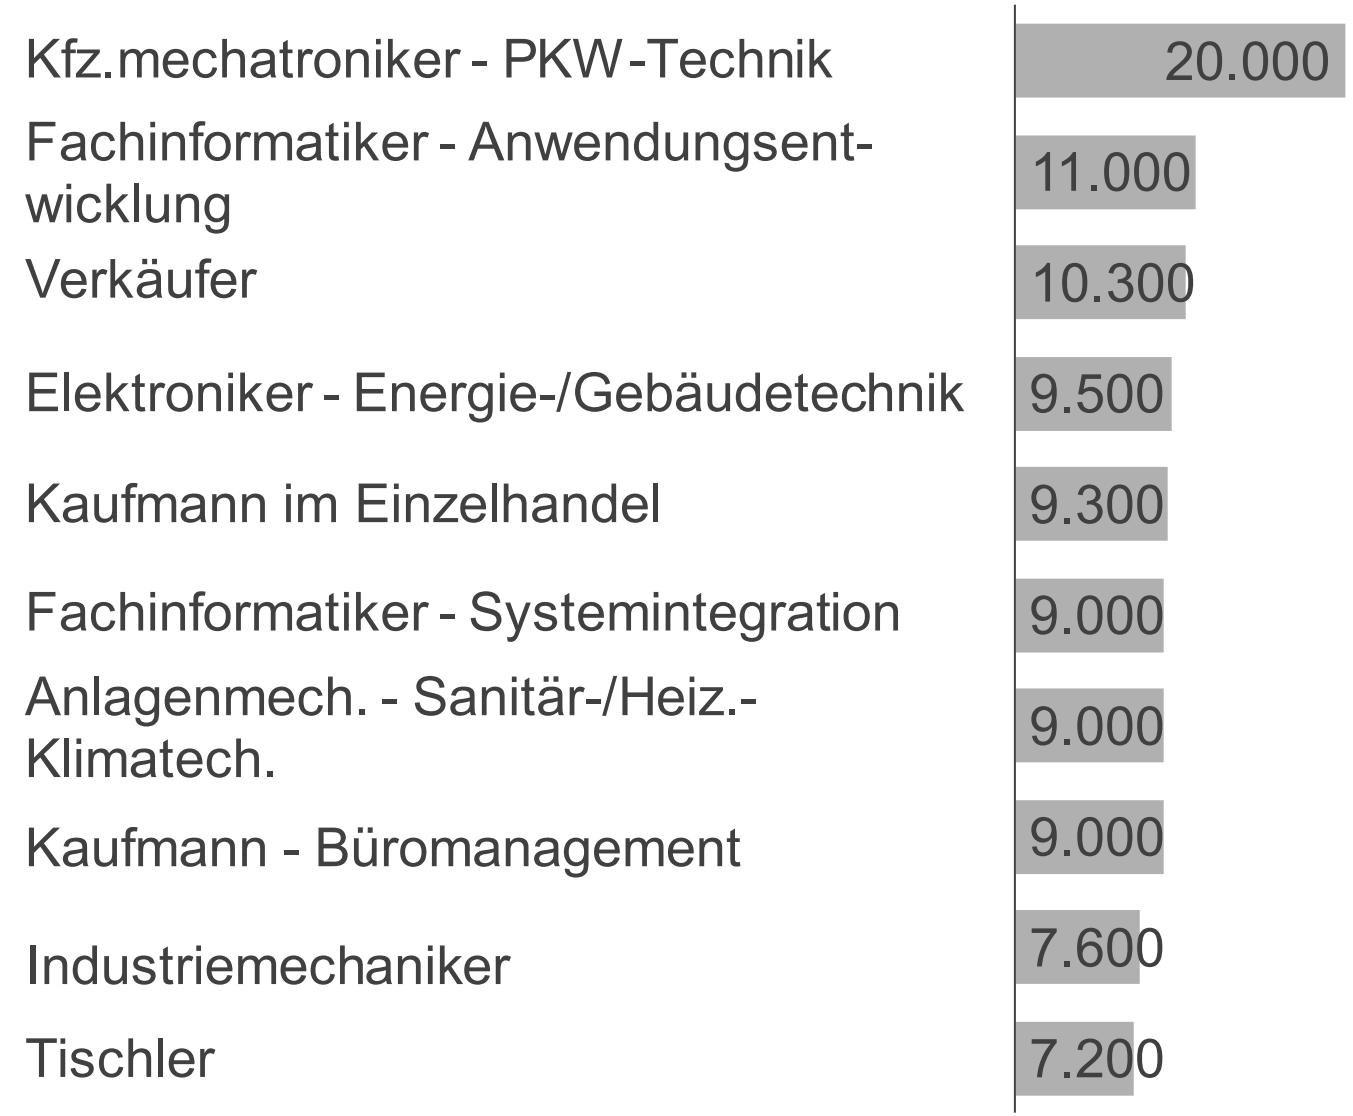 Kfz.mechatroniker - PKW-Technik 20.000
Fachinformatiker - Anwendungsent-
wicklung 11.000
Verkäufer 10.300
Elektroniker - Energie-/Gebäudetechnik 9.500
Kaufmann im Einzelhandel 9.300
Fachinformatiker - Systemintegration 9.000
Anlagenmech. - Sanitär-/Heiz.-
Klimatech. 9.000
Kaufmann - Büromanagement 9.000
Industriemechaniker 7.600
Tischler 7.200